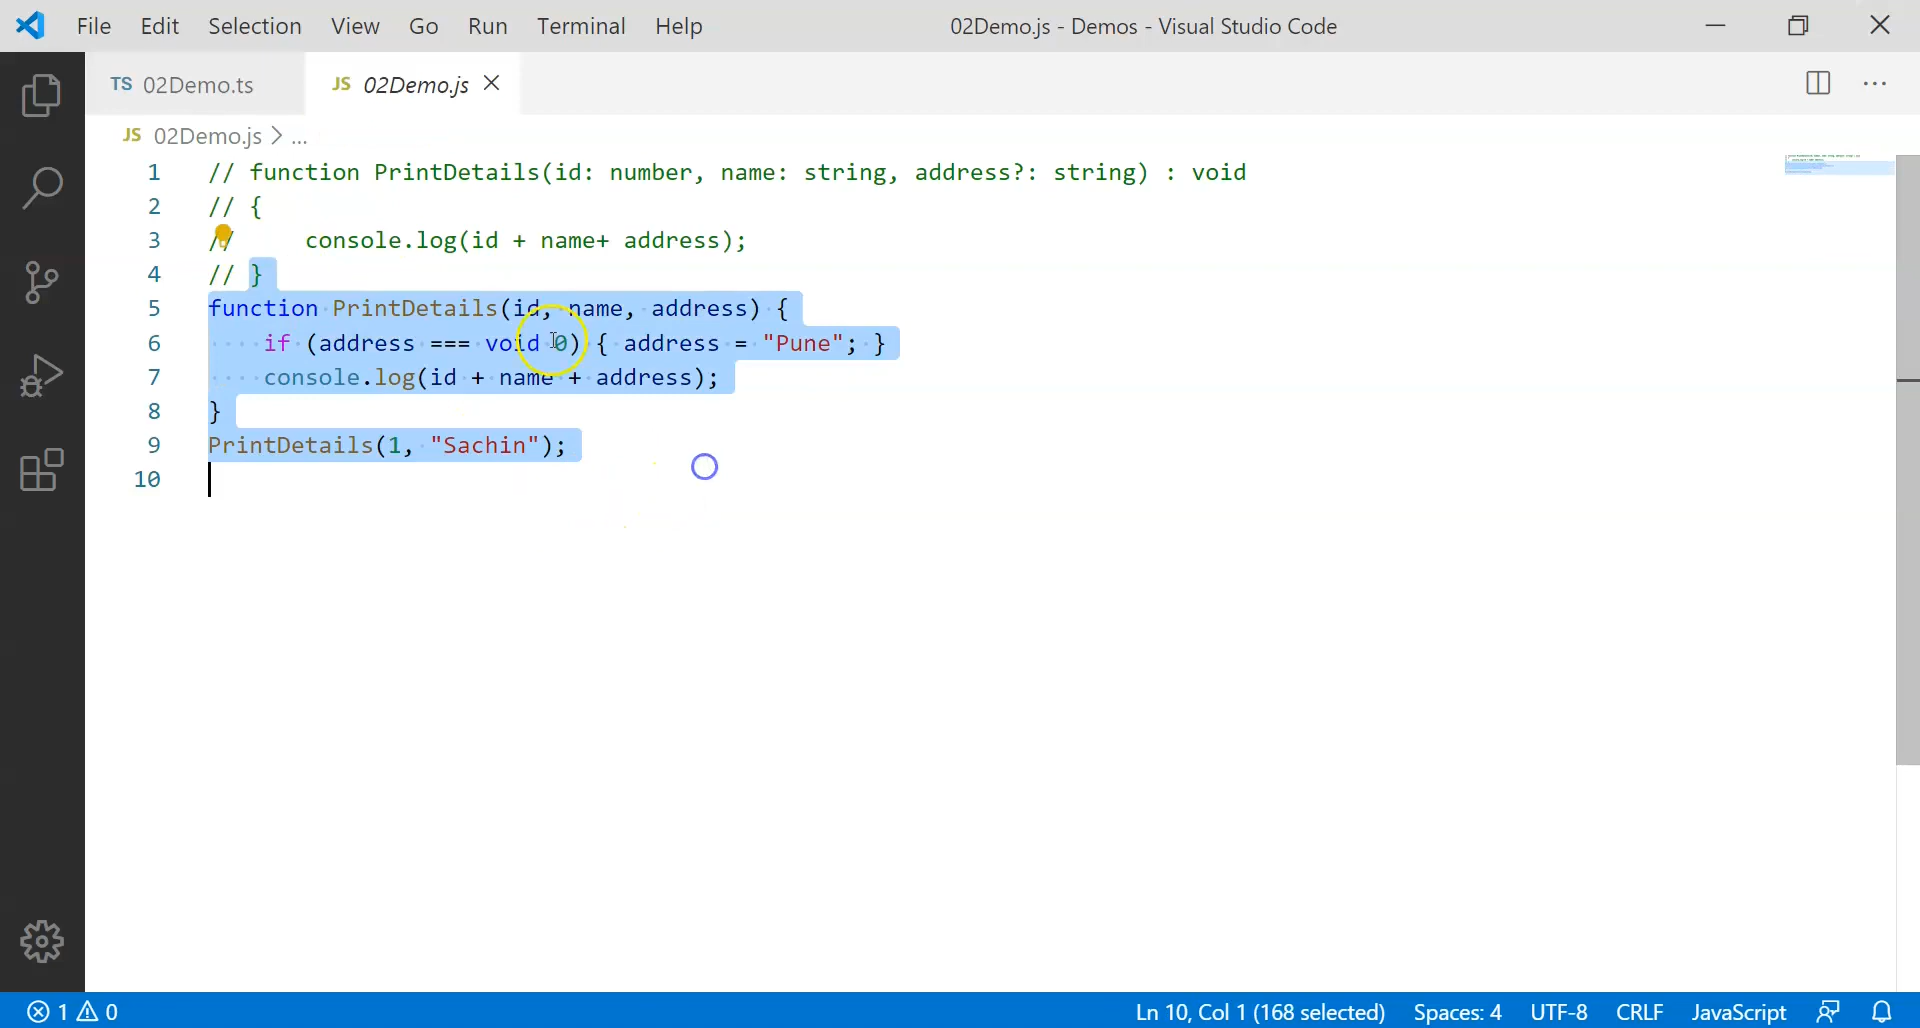 File Edit Selection View Go Run Terminal Help 02Demo.js - Demos - Visual Studio Code
TS 02Demo.ts JS 02Demo.js
JS 02Demo.js > ...
1 // function PrintDetails(id: number, name: string, address?: string) : void
2 // {
3 // console.log(id + name+ address);
4 // }
5 function PrintDetails(id, name, address) {
6 if (address === void 0) { address = "Pune"; }
7 console.log(id + name + address);
8 }
9 PrintDetails(1, "Sachin");
10
1 0 Ln 10, Col 1 (168 selected) Spaces: 4 UTF-8 CRLF JavaScript